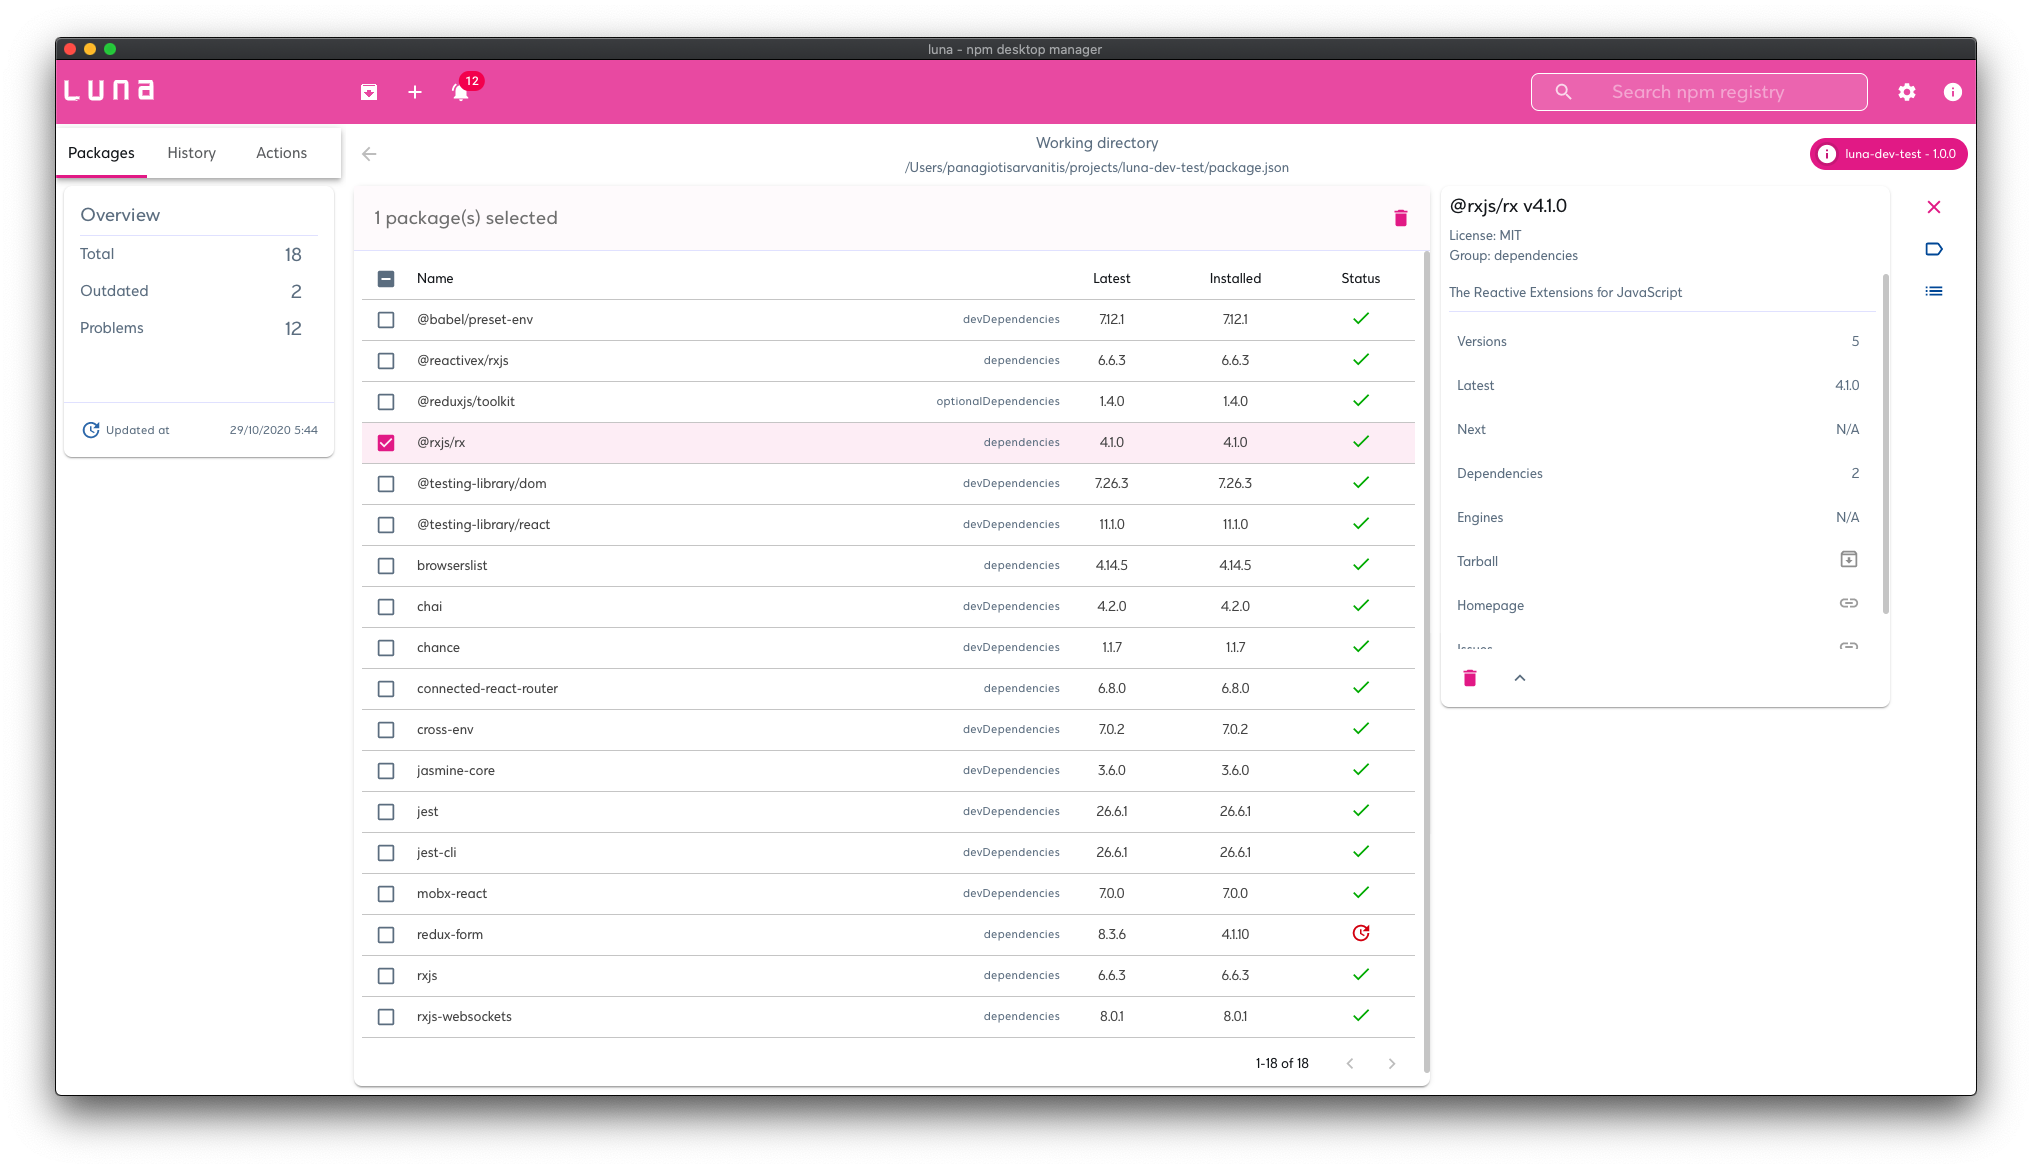 luna - npm desktop manager
Luna
12
Search npm registry
Packages History Actions
Working directory
/Users/panagiotisarvanitis/projects/luna-dev-test/package.json
luna-dev-test - 1.0.0
Overview
Total 18
Outdated 2
Problems 12
Updated at 29/10/2020 5:44
1 package(s) selected
Name Latest Installed Status
@babel/preset-env devDependencies 7.12.1 7.12.1
@reactivex/rxjs dependencies 6.6.3 6.6.3
@reduxjs/toolkit optionalDependencies 1.4.0 1.4.0
@rxjs/rx dependencies 4.1.0 4.1.0
@testing-library/dom devDependencies 7.26.3 7.26.3
@testing-library/react devDependencies 11.1.0 11.1.0
browserslist dependencies 4.14.5 4.14.5
chai devDependencies 4.2.0 4.2.0
chance devDependencies 1.1.7 1.1.7
connected-react-router dependencies 6.8.0 6.8.0
cross-env devDependencies 7.0.2 7.0.2
jasmine-core devDependencies 3.6.0 3.6.0
jest devDependencies 26.6.1 26.6.1
jest-cli devDependencies 26.6.1 26.6.1
mobx-react devDependencies 7.0.0 7.0.0
redux-form dependencies 8.3.6 4.1.10
rxjs dependencies 6.6.3 6.6.3
rxjs-websockets dependencies 8.0.1 8.0.1
1-18 of 18
@rxjs/rx v4.1.0
License: MIT
Group: dependencies
The Reactive Extensions for JavaScript
Versions 5
Latest 4.1.0
Next N/A
Dependencies 2
Engines N/A
Tarball
Homepage
Issues